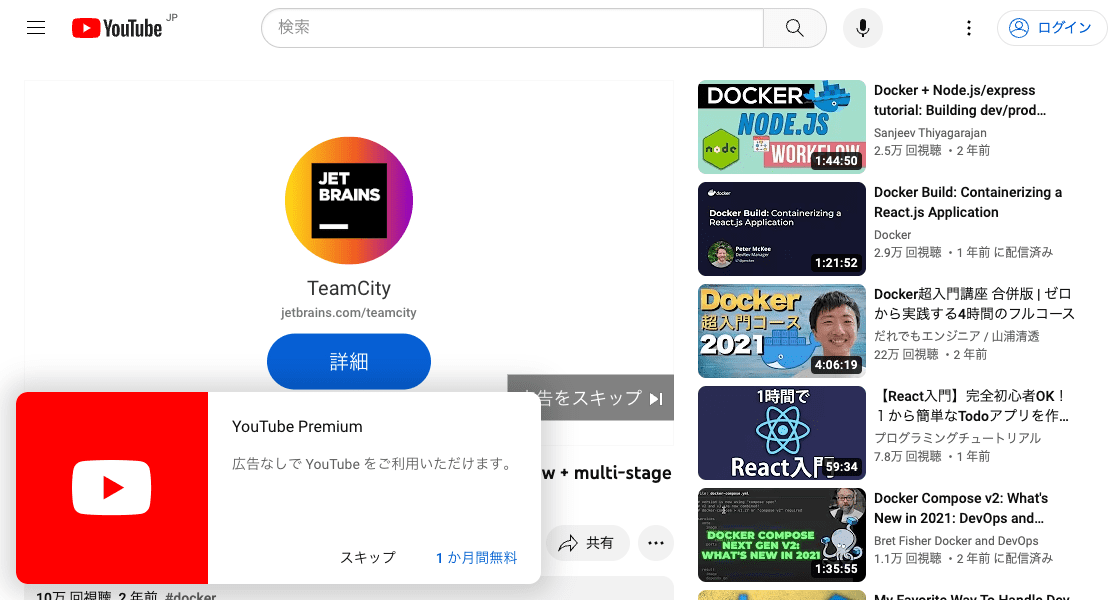 YouTube JP
検索
ログイン
JET
BRAINS
TeamCity
jetbrains.com/teamcity
詳細
告をスキップ
YouTube Premium
広告なしで YouTube をご利用いただけます。
スキップ
1 か月間無料
w + multi-stage
共有
10万 回視聴 2 年前 #docker
DOCKER
NODE.JS
node
WORKFLOW
1:44:50
Docker + Node.js/express
tutorial: Building dev/prod…
Sanjeev Thiyagarajan
2.5万 回視聴 ・2 年前
docker
Docker Build: Containerizing a
React.js Application
Peter McKee
1:21:52
Docker Build: Containerizing a
React.js Application
Docker
2.9万 回視聴 ・1 年前 に配信済み
Docker
超入門コース
2021
4:06:19
Docker超入門講座 合併版 | ゼロ
から実践する4時間のフルコース
だれでもエンジニア / 山浦清透
22万 回視聴 ・2 年前
1時間で
React入門
59:34
【React入門】完全初心者OK！
１から簡単なTodoアプリを作…
プログラミングチュートリアル
7.8万 回視聴 ・1 年前
DOCKER COMPOSE
NEXT GEN V2:
WHAT'S NEW IN 2021
1:35:55
Docker Compose v2: What's
New in 2021: DevOps and…
Bret Fisher Docker and DevOps
1.1万 回視聴 ・2 年前 に配信済み
My Favorite Way To Handle Dev